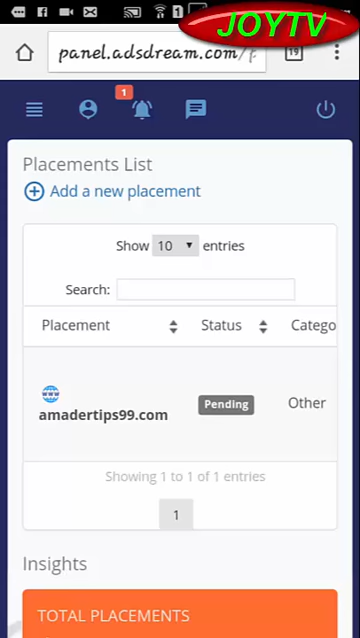 JOYTV
panel.adsdream.com/
19
1
Placements List
Add a new placement
Show 10 entries
Search:
Placement Status Catego
www
amadertips99.com Pending Other
Showing 1 to 1 of 1 entries
1
Insights
TOTAL PLACEMENTS